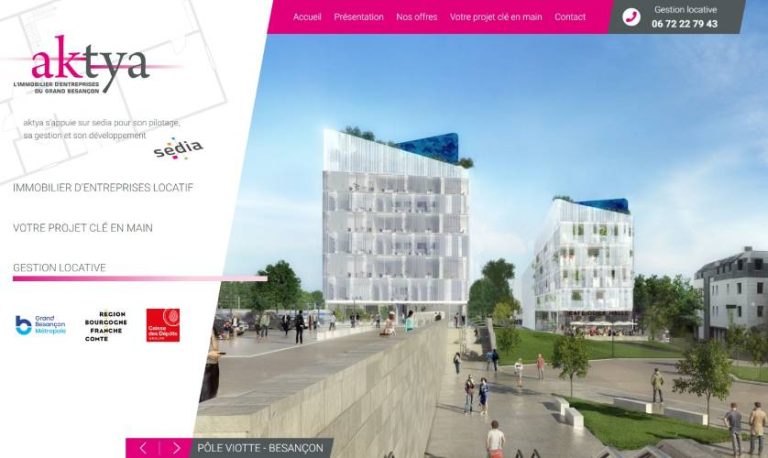 Accueil Présentation Nos offres Votre projet clé en main Contact
Gestion locative
06 72 22 79 43
aktya
L'IMMOBILIER D'ENTREPRISES
DU GRAND BESANÇON
aktya s'appuie sur sedia pour son pilotage,
sa gestion et son développement
sedia
IMMOBILIER D'ENTREPRISES LOCATIF
VOTRE PROJET CLÉ EN MAIN
GESTION LOCATIVE
Grand
Besançon
Métropole
RÉGION
BOURGOGNE
FRANCHE
COMTÉ
Caisse
des Dépôts
GROUPE
PÔLE VIOTTE - BESANÇON